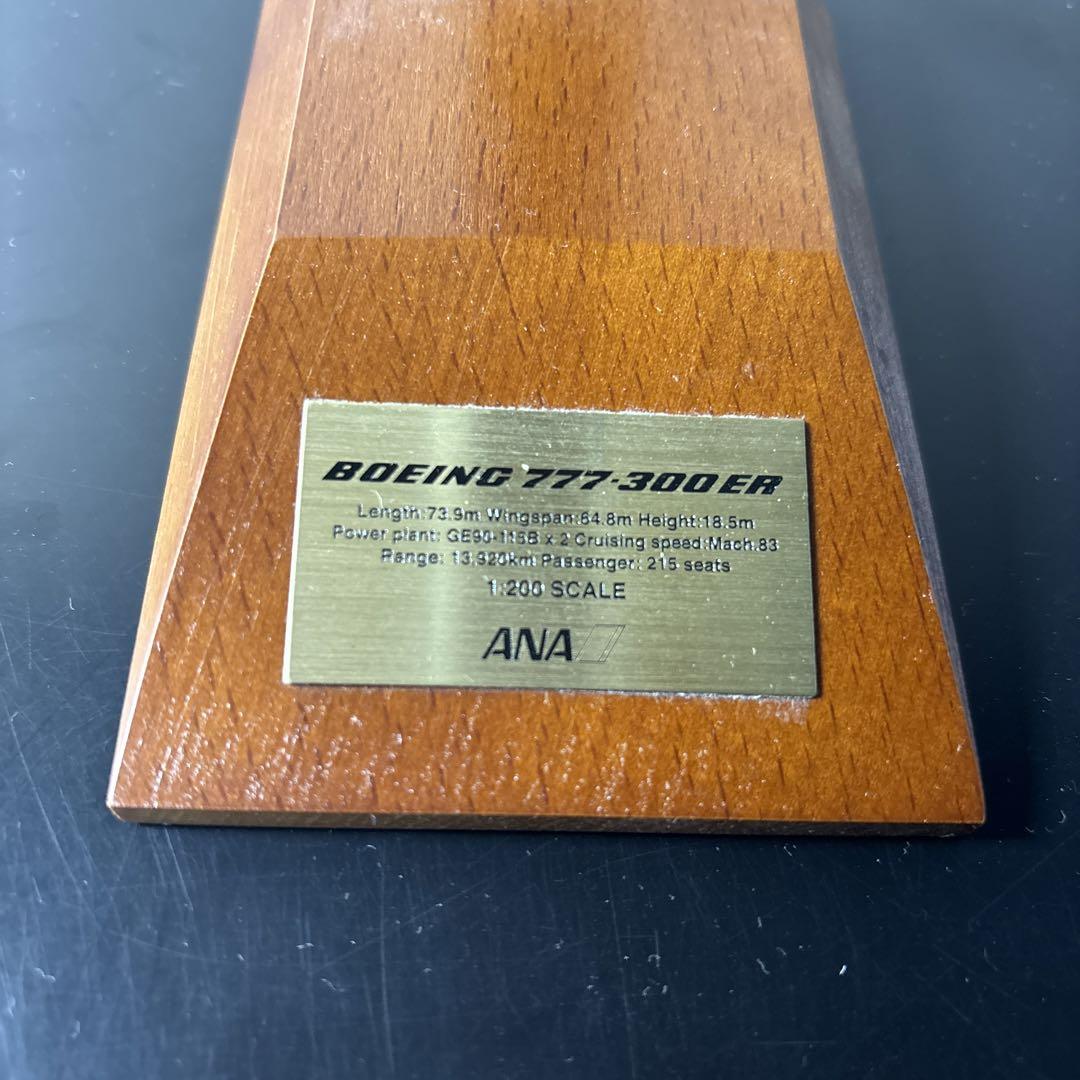 BOEING 777-300ER
Length:73.9m Wingspan:64.8m Height:18.5m
Power plant: GE90-115B x 2 Cruising speed:Mach.83
Range: 13,520km Passenger: 215 seats
1:200 SCALE
ANA